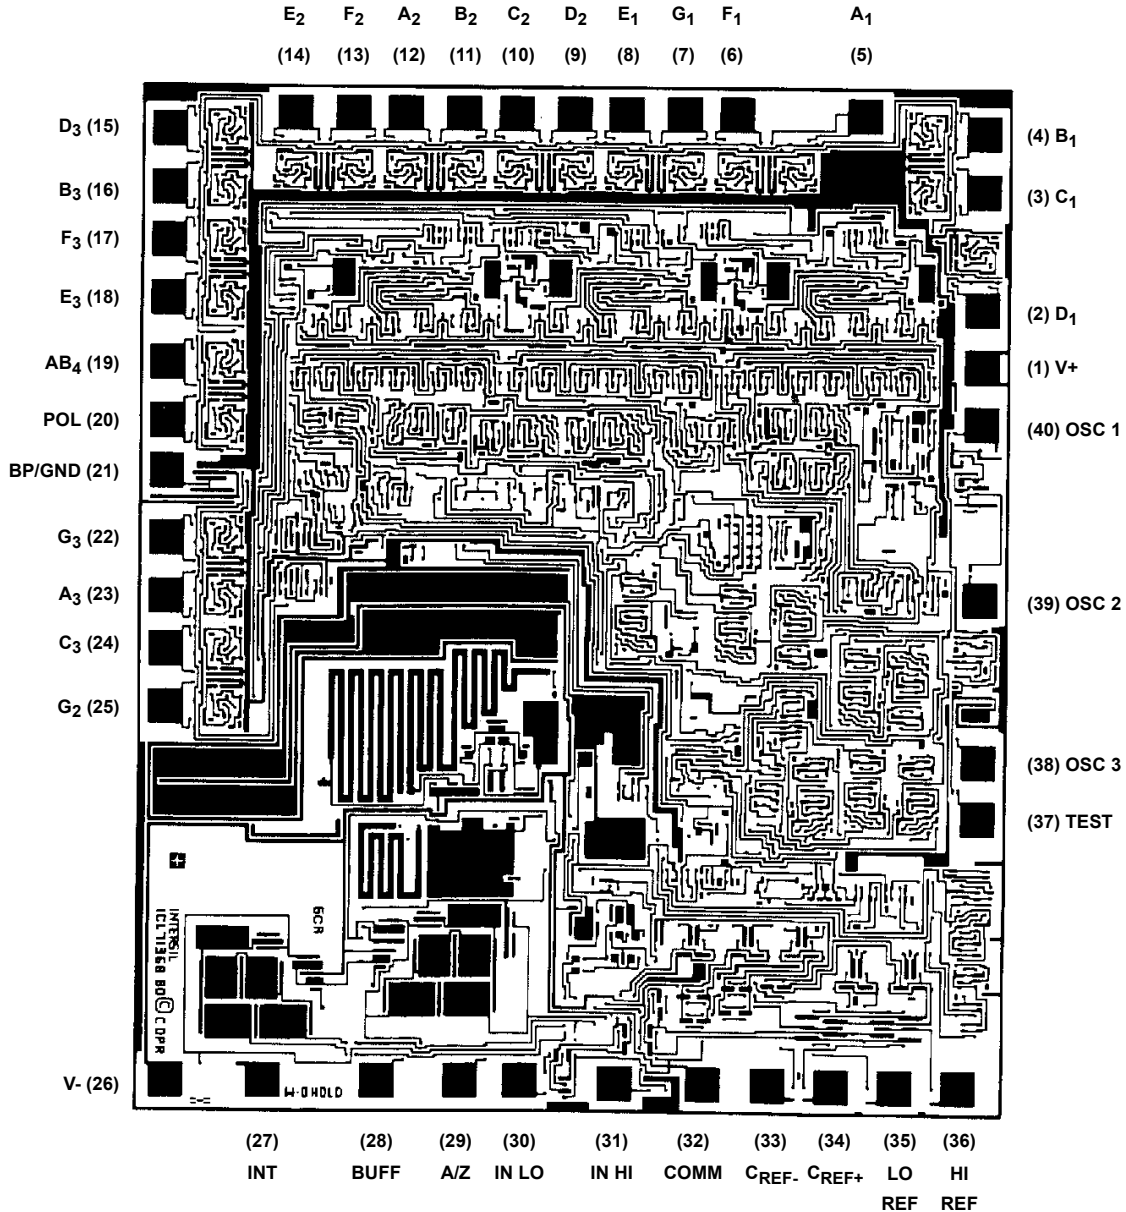 E2 F2 A2 B2 C2 D2 E1 G1 F1 A1
(14) (13) (12) (11) (10) (9) (8) (7) (6) (5)
D3 (15)
(4) B1
B3 (16)
(3) C1
F3 (17)
E3 (18)
(2) D1
AB4 (19)
(1) V+
POL (20)
(40) OSC 1
BP/GND (21)
G3 (22)
A3 (23)
(39) OSC 2
C3 (24)
G2 (25)
(38) OSC 3
(37) TEST
GCR
INTERSIL
V- (26)
W·OHOLD
(27) (28) (29) (30) (31) (32) (33) (34) (35) (36)
INT BUFF A/Z IN LO IN HI COMM CREF- CREF+ LO HI
REF REF